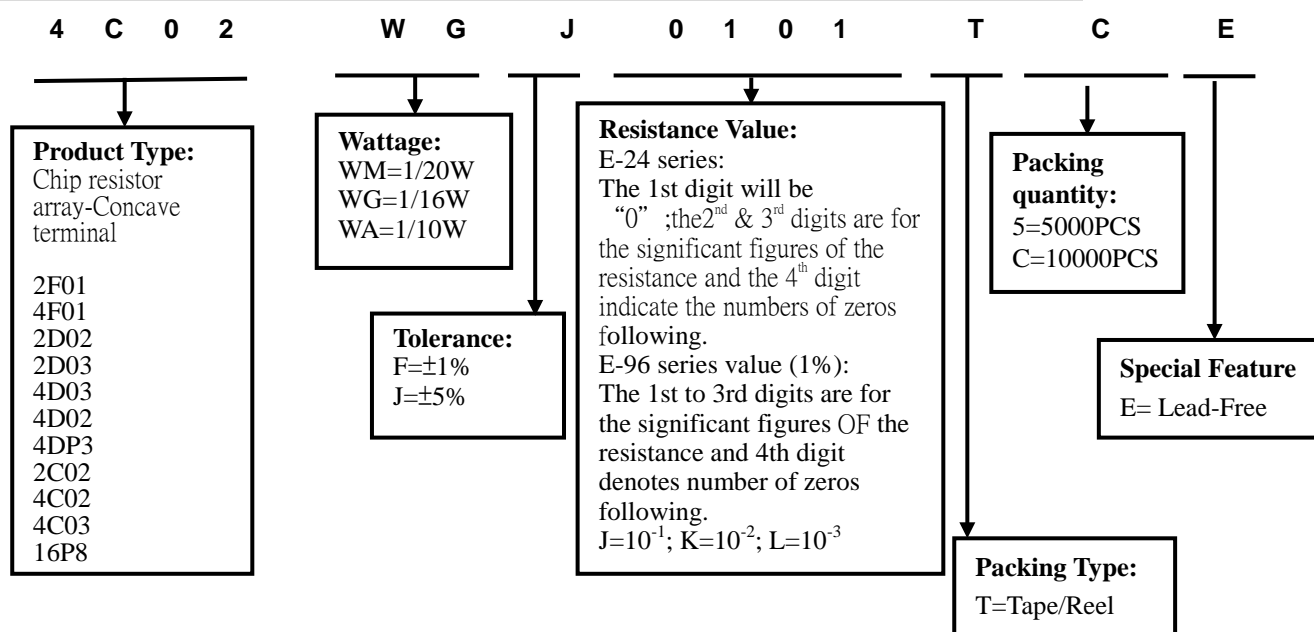 4 C 0 2 W G J 0 1 0 1 T C E
Product Type:
Chip resistor
array-Concave
terminal
2F01
4F01
2D02
2D03
4D03
4D02
4DP3
2C02
4C02
4C03
16P8
Wattage:
WM=1/20W
WG=1/16W
WA=1/10W
Tolerance:
F=±1%
J=±5%
Resistance Value:
E-24 series:
The 1st digit will be
“0” ;the2nd & 3rd digits are for
the significant figures of the
resistance and the 4th digit
indicate the numbers of zeros
following.
E-96 series value (1%):
The 1st to 3rd digits are for
the significant figures OF the
resistance and 4th digit
denotes number of zeros
following.
J=10-1; K=10-2; L=10-3
Packing Type:
T=Tape/Reel
Packing
quantity:
5=5000PCS
C=10000PCS
Special Feature
E= Lead-Free